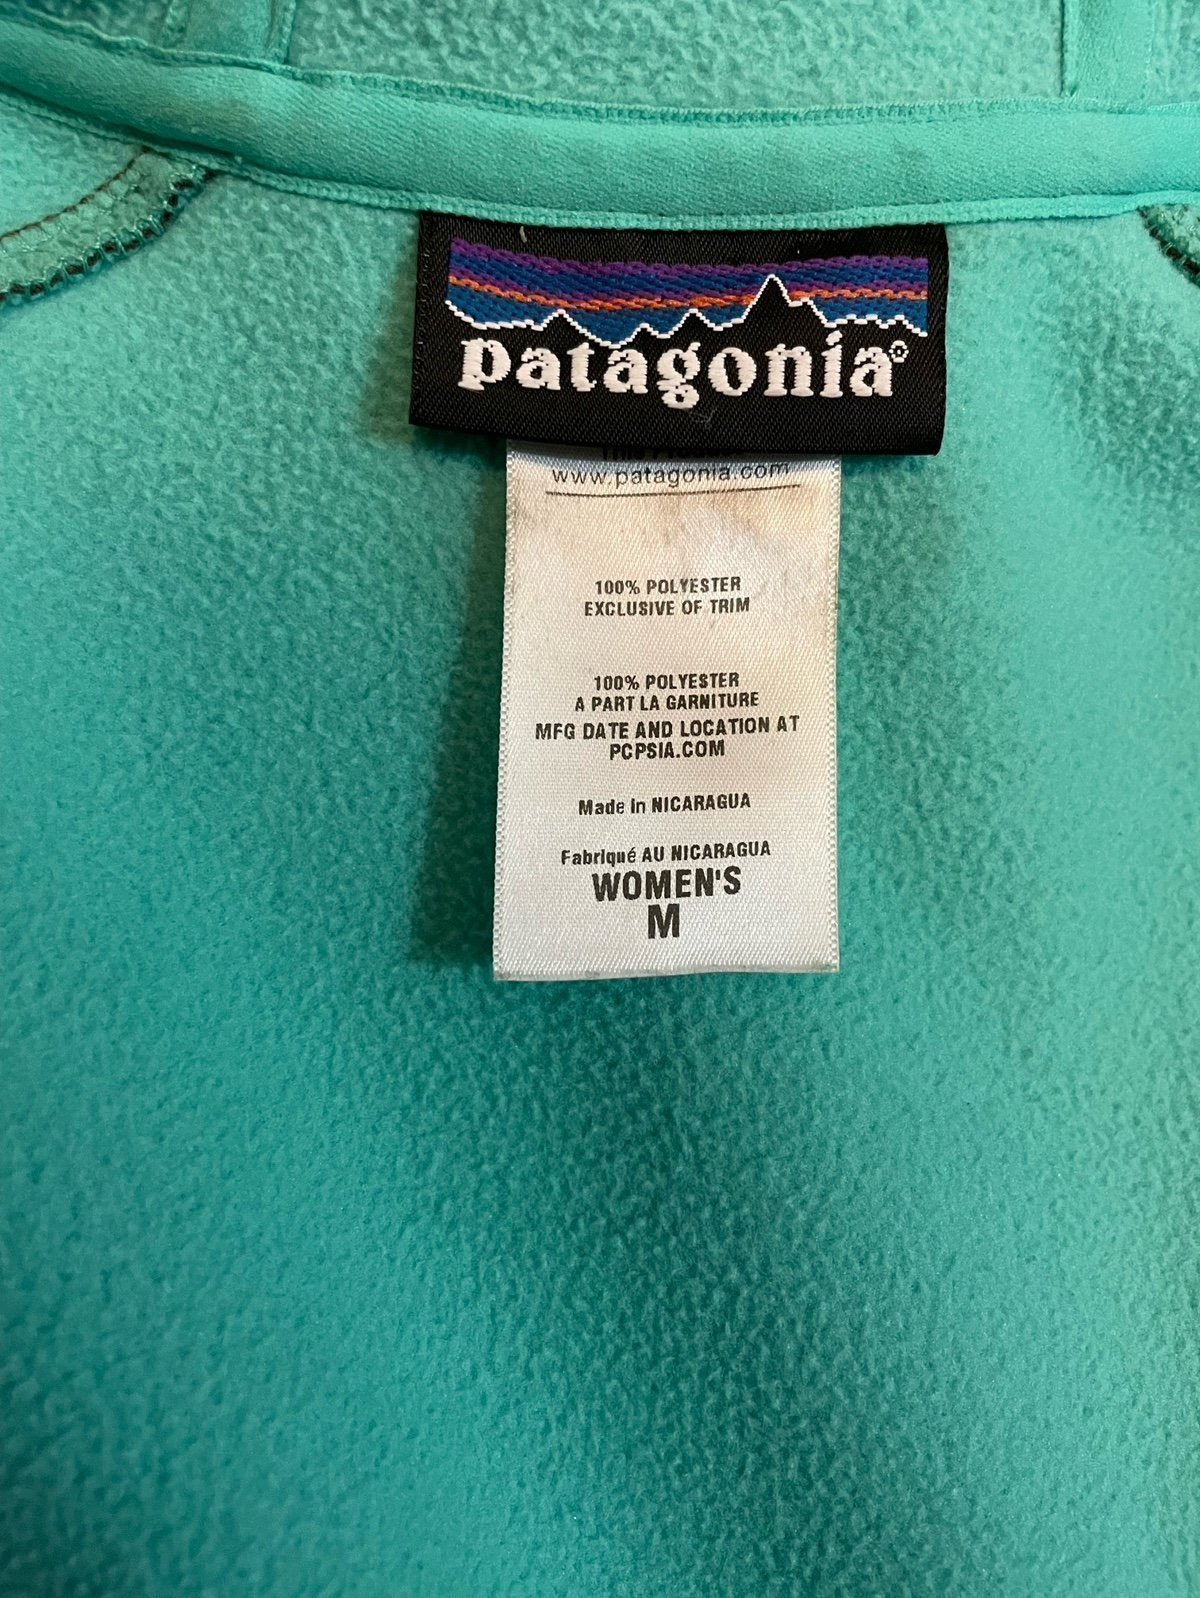 patagonia®
www.patagonia.com
100% POLYESTER
EXCLUSIVE OF TRIM
100% POLYESTER
A PART LA GARNITURE
MFG DATE AND LOCATION AT
PCPSIA.COM
Made in NICARAGUA
Fabriqué AU NICARAGUA
WOMEN'S
M